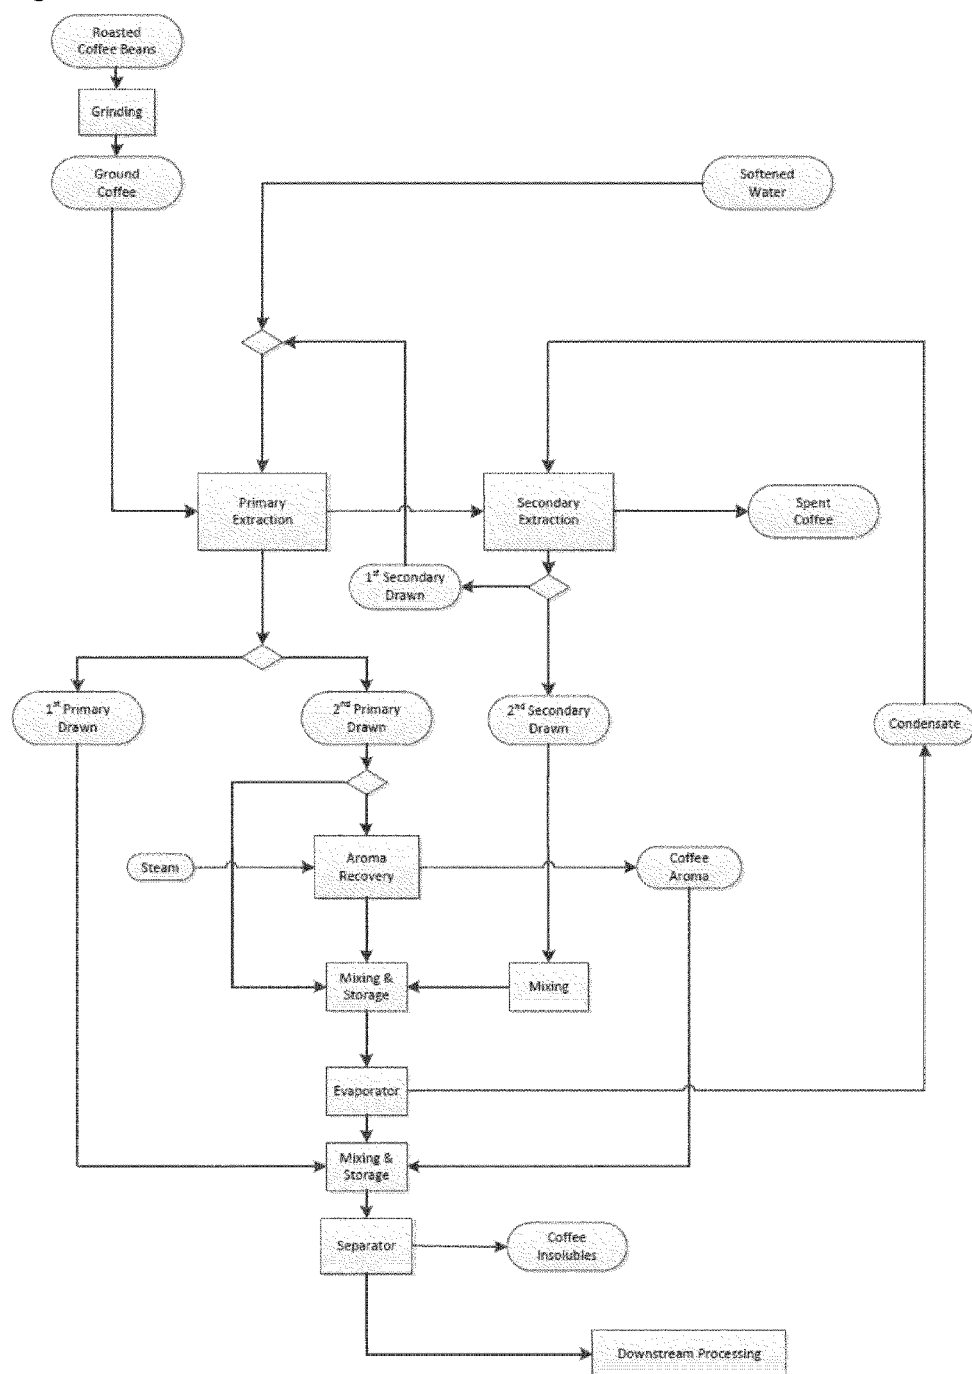 Roasted
Coffee Beans
Grinding
Ground
Coffee
Softened
Water
Primary
Extraction
Secondary
Extraction
Spent
Coffee
1st Secondary
Drawn
1st Primary
Drawn
2nd Primary
Drawn
2nd Secondary
Drawn
Condensate
Steam
Aroma
Recovery
Coffee
Aroma
Mixing &
Storage
Mixing
Evaporator
Mixing &
Storage
Separator
Coffee
Insolubles
Downstream Processing